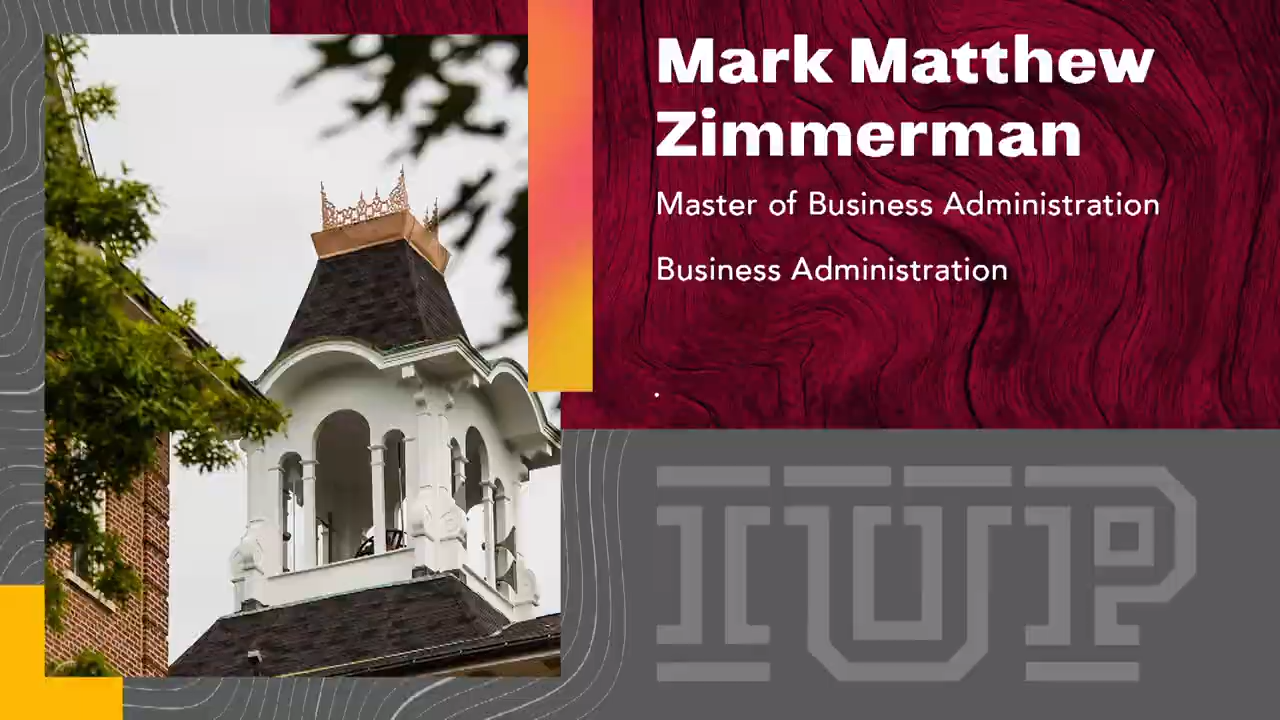 Mark Matthew
Zimmerman
Master of Business Administration
Business Administration
.
IUP